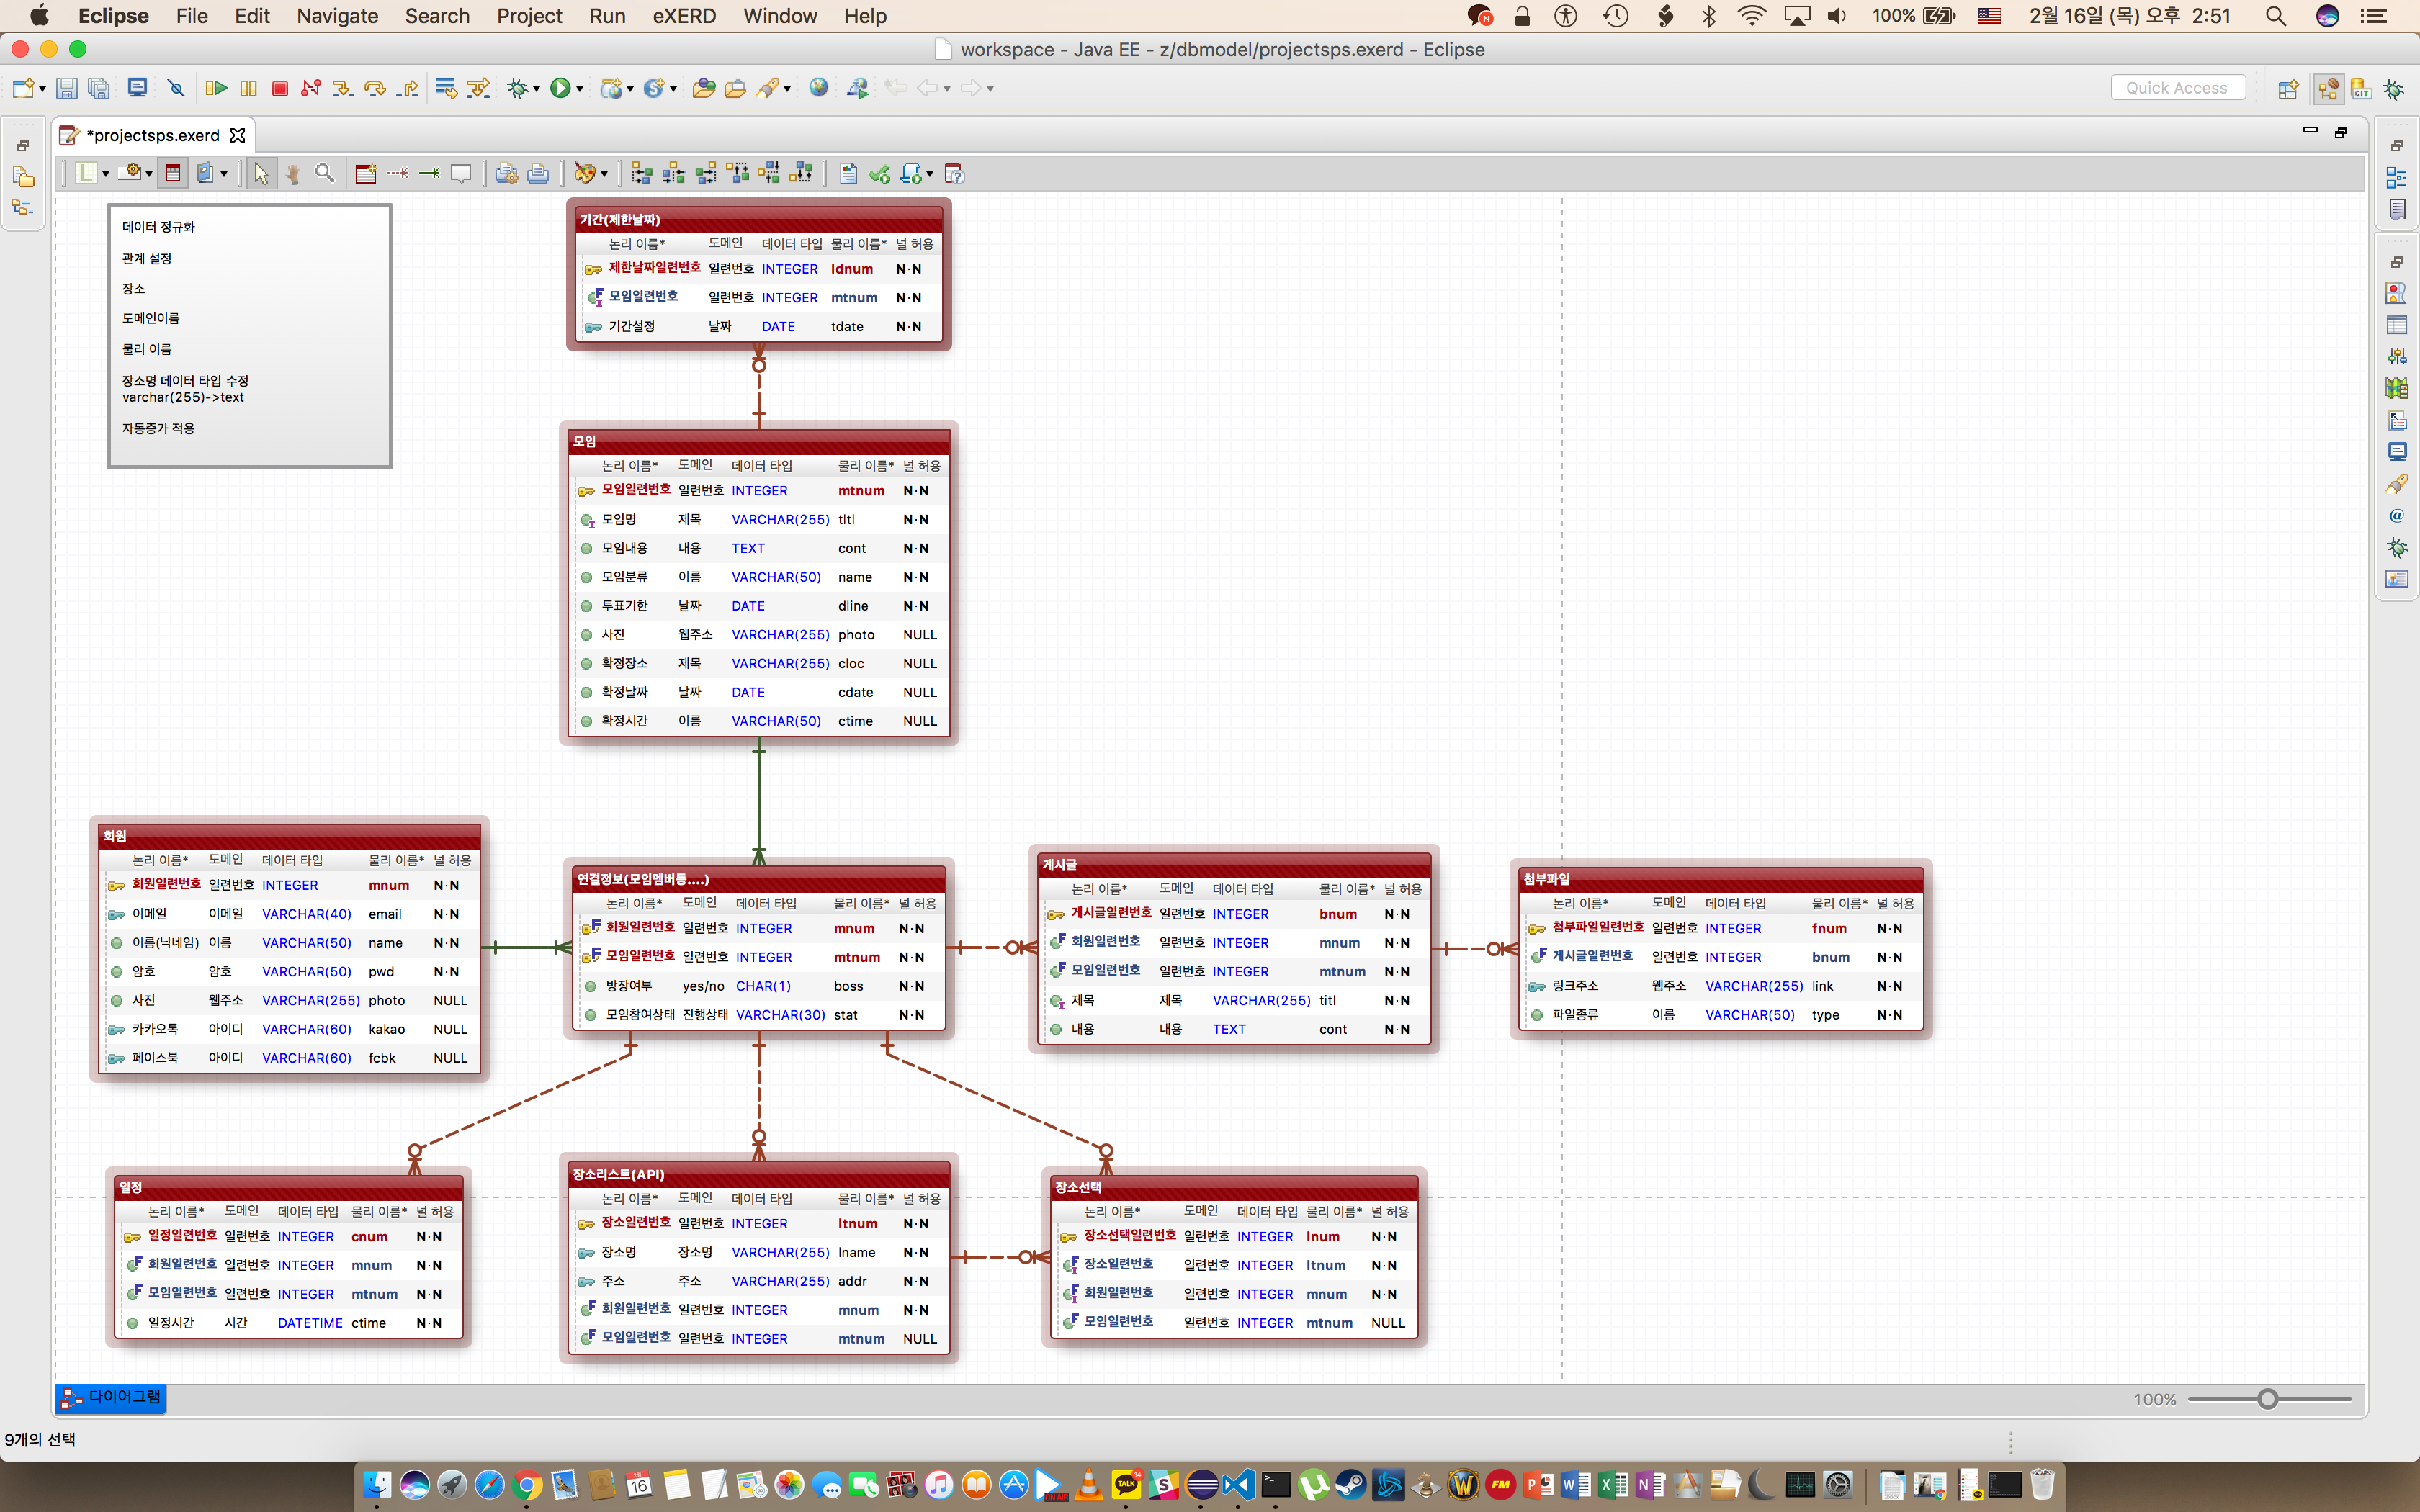 Eclipse File Edit Navigate Search Project Run eXERD Window Help 100% 2월 16일 (목) 오후 2:51
workspace - Java EE - z/dbmodel/projectsps.exerd - Eclipse
Quick Access
*projectsps.exerd
데이터 정규화
관계 설정
장소
도메인이름
물리 이름
장소명 데이터 타입 수정
varchar(255)->text
자동증가 적용
기간(제한날짜)
논리 이름* 도메인 데이터 타입 물리 이름* 널 허용
제한날짜일련번호 일련번호 INTEGER ldnum N·N
모임일련번호 일련번호 INTEGER mtnum N·N
기간설정 날짜 DATE tdate N·N
모임
논리 이름* 도메인 데이터 타입 물리 이름* 널 허용
모임일련번호 일련번호 INTEGER mtnum N·N
모임명 제목 VARCHAR(255) tltl N·N
모임내용 내용 TEXT cont N·N
모임분류 이름 VARCHAR(50) name N·N
투표기한 날짜 DATE dline N·N
사진 웹주소 VARCHAR(255) photo NULL
확정장소 제목 VARCHAR(255) cloc NULL
확정날짜 날짜 DATE cdate NULL
확정시간 이름 VARCHAR(50) ctime NULL
회원
논리 이름* 도메인 데이터 타입 물리 이름* 널 허용
회원일련번호 일련번호 INTEGER mnum N·N
이메일 이메일 VARCHAR(40) email N·N
이름(닉네임) 이름 VARCHAR(50) name N·N
암호 암호 VARCHAR(50) pwd N·N
사진 웹주소 VARCHAR(255) photo NULL
카카오톡 아이디 VARCHAR(60) kakao NULL
페이스북 아이디 VARCHAR(60) fcbk NULL
연결정보(모임멤버등....)
논리 이름* 도메인 데이터 타입 물리 이름* 널 허용
회원일련번호 일련번호 INTEGER mnum N·N
모임일련번호 일련번호 INTEGER mtnum N·N
방장여부 yes/no CHAR(1) boss N·N
모임참여상태 진행상태 VARCHAR(30) stat N·N
게시글
논리 이름* 도메인 데이터 타입 물리 이름* 널 허용
게시글일련번호 일련번호 INTEGER bnum N·N
회원일련번호 일련번호 INTEGER mnum N·N
모임일련번호 일련번호 INTEGER mtnum N·N
제목 제목 VARCHAR(255) titl N·N
내용 내용 TEXT cont N·N
첨부파일
논리 이름* 도메인 데이터 타입 물리 이름* 널 허용
첨부파일일련번호 일련번호 INTEGER fnum N·N
게시글일련번호 일련번호 INTEGER bnum N·N
링크주소 웹주소 VARCHAR(255) link N·N
파일종류 이름 VARCHAR(50) type N·N
일정
논리 이름* 도메인 데이터 타입 물리 이름* 널 허용
일정일련번호 일련번호 INTEGER cnum N·N
회원일련번호 일련번호 INTEGER mnum N·N
모임일련번호 일련번호 INTEGER mtnum N·N
일정시간 시간 DATETIME ctime N·N
장소리스트(API)
논리 이름* 도메인 데이터 타입 물리 이름* 널 허용
장소일련번호 일련번호 INTEGER ltnum N·N
장소명 장소명 VARCHAR(255) lname N·N
주소 주소 VARCHAR(255) addr N·N
회원일련번호 일련번호 INTEGER mnum N·N
모임일련번호 일련번호 INTEGER mtnum NULL
장소선택
논리 이름* 도메인 데이터 타입 물리 이름* 널 허용
장소선택일련번호 일련번호 INTEGER lnum N·N
장소일련번호 일련번호 INTEGER ltnum N·N
회원일련번호 일련번호 INTEGER mnum N·N
모임일련번호 일련번호 INTEGER mtnum NULL
다이어그램
100%
9개의 선택